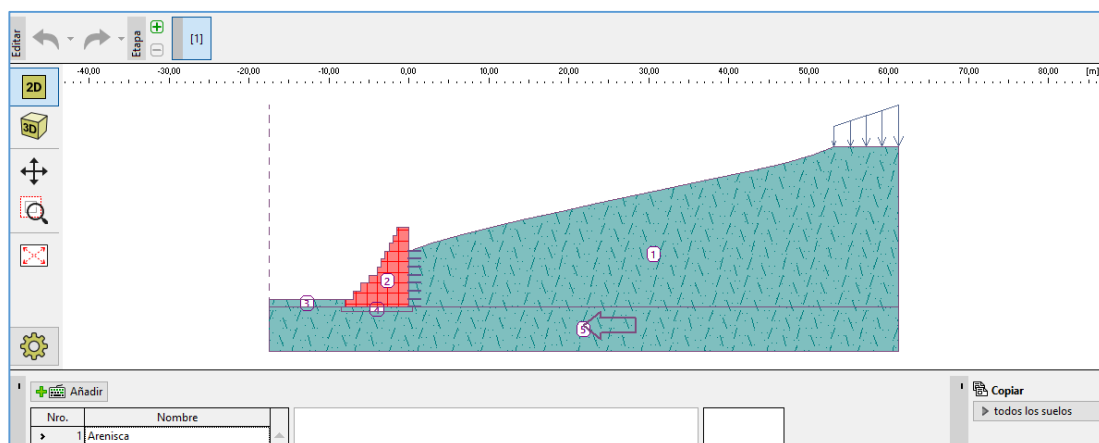 Editar
Etapa
[1]
-40,00 -30,00 -20,00 -10,00 0,00 10,00 20,00 30,00 40,00 50,00 60,00 70,00 80,00 [m]
2D
3D
1
2
3
4
5
Añadir
Copiar
Nro. Nombre
todos los suelos
1 Arenisca